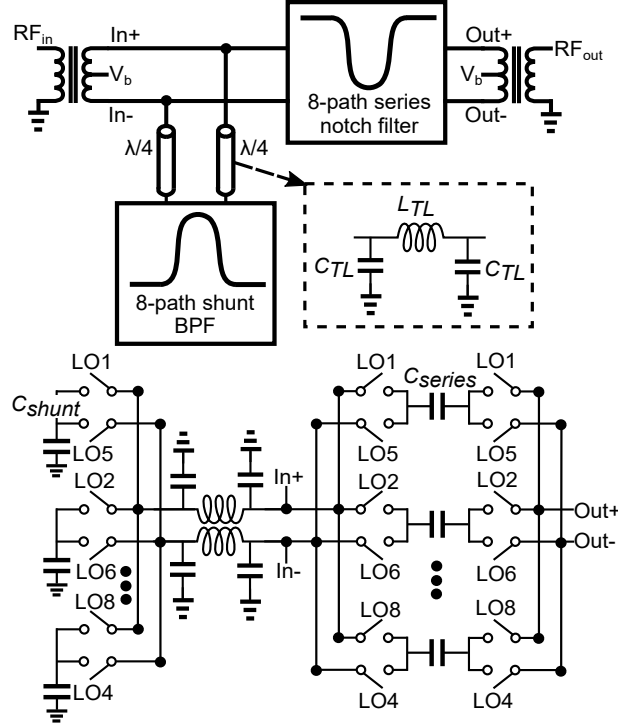 RFin
In+
Vb
In-
λ/4
λ/4
8-path series
notch filter
Out+
Vb
Out-
RFout
8-path shunt
BPF
LTL
CTL
CTL
LO1
Cshunt
LO5
LO2
LO6
LO8
LO4
In+
In-
LO1
Cseries
LO1
LO5
LO5
LO2
LO2
LO6
LO6
LO8
LO8
LO4
LO4
Out+
Out-